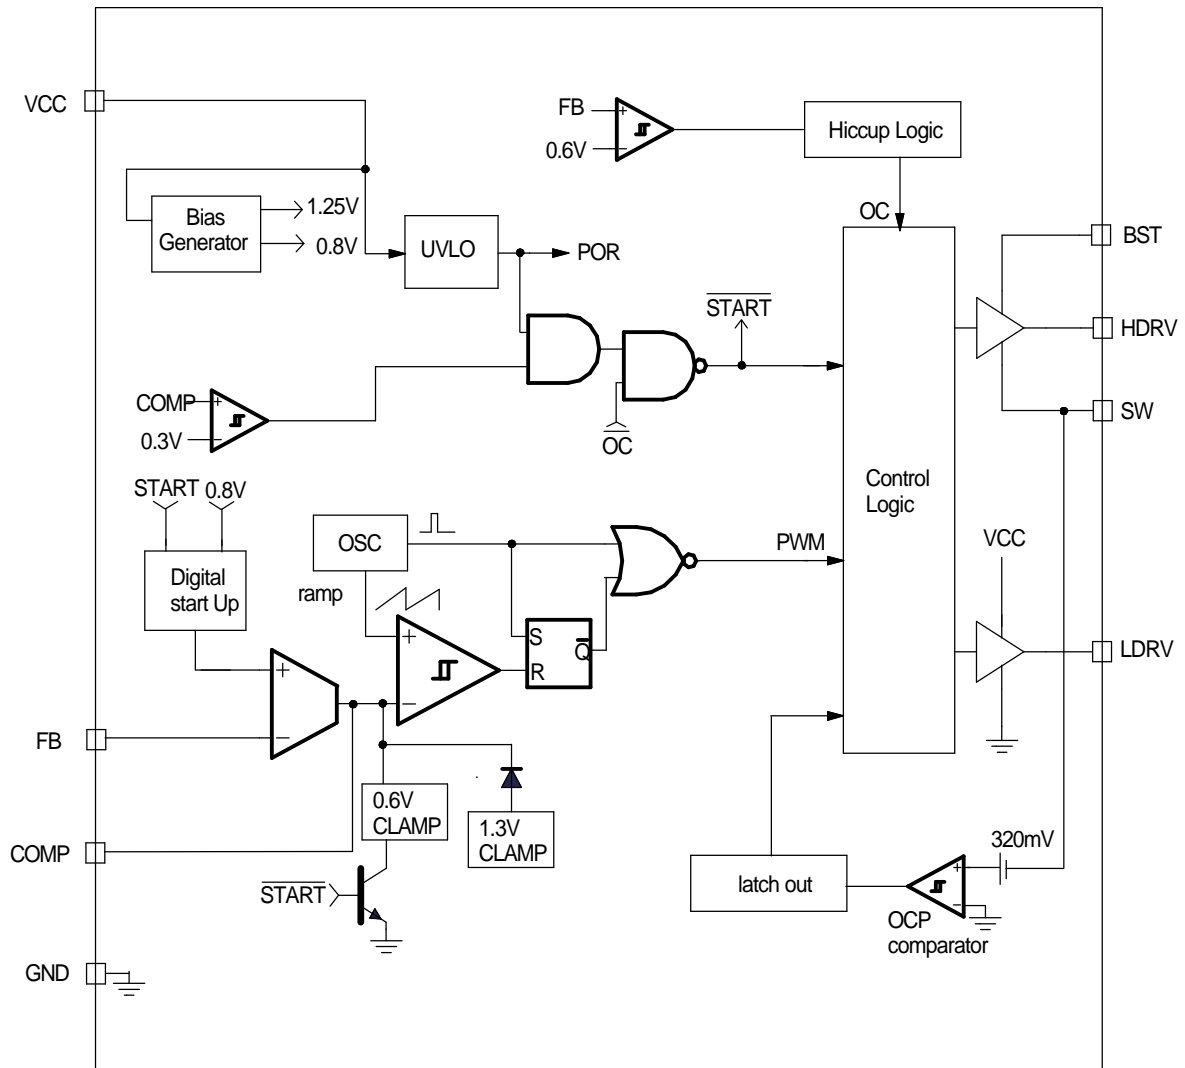 VCC
FB
+
0.6V
−
Hiccup Logic
OC
Bias
Generator
1.25V
0.8V
UVLO
POR
BST
START
HDRV
COMP
+
0.3V
−
OC
SW
START
0.8V
Control
Logic
OSC
PWM
VCC
Digital
start Up
ramp
+
S
Q
R
LDRV
+
−
FB
−
0.6V
CLAMP
1.3V
CLAMP
320mV
COMP
+
−
latch out
START
OCP
comparator
GND